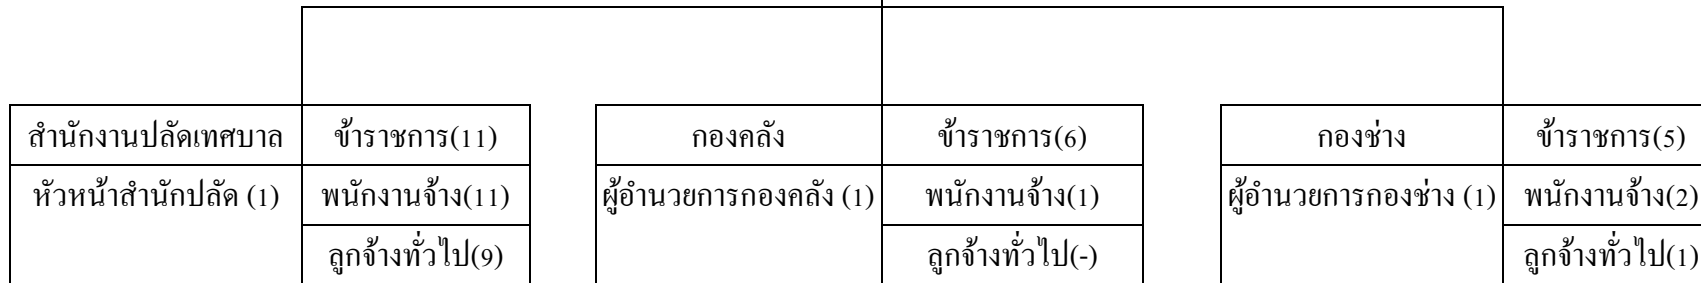 สำนักงานปลัดเทศบาล ข้าราชการ(11) กองคลัง ข้าราชการ(6) กองช่าง ข้าราชการ(5)
หัวหน้าสำนักปลัด (1) พนักงานจ้าง(11) ผู้อำนวยการกองคลัง (1) พนักงานจ้าง(1) ผู้อำนวยการกองช่าง (1) พนักงานจ้าง(2)
ลูกจ้างทั่วไป(9) ลูกจ้างทั่วไป(-) ลูกจ้างทั่วไป(1)